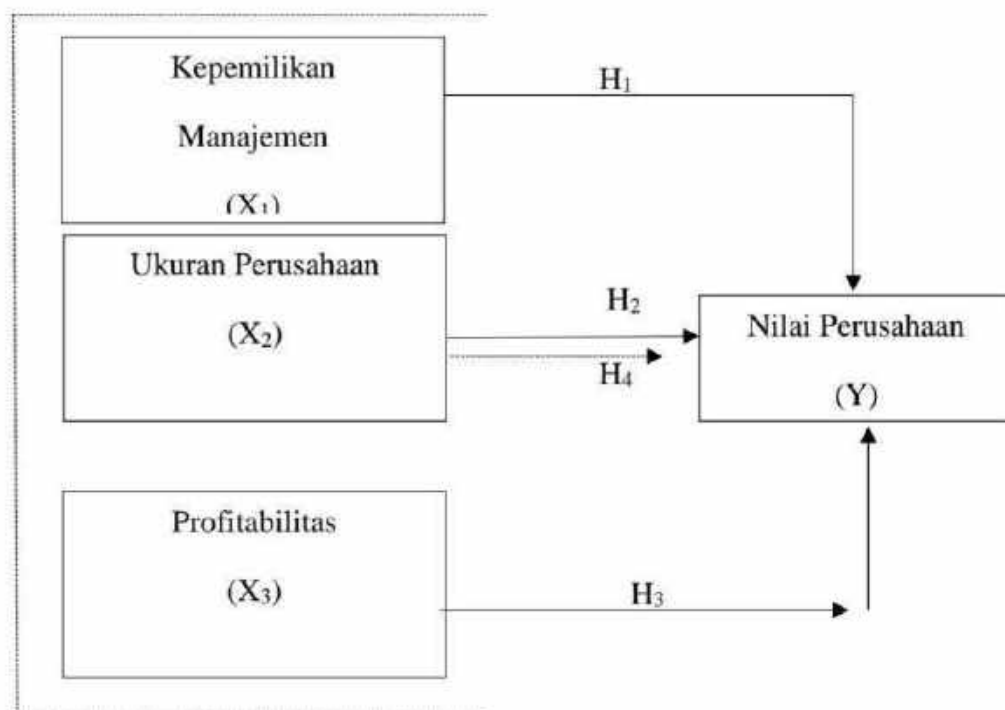 Kepemilikan
Manajemen
(X₁)
H₁
Ukuran Perusahaan
(X₂)
H₂
H₄
Nilai Perusahaan
(Y)
Profitabilitas
(X₃)
H₃